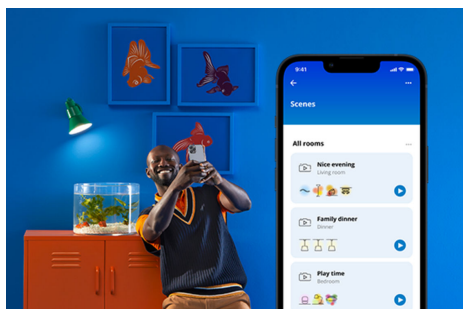 9:41
Scenes
All rooms
Nice evening
Living room
Family dinner
Dinner
Play time
Bedroom